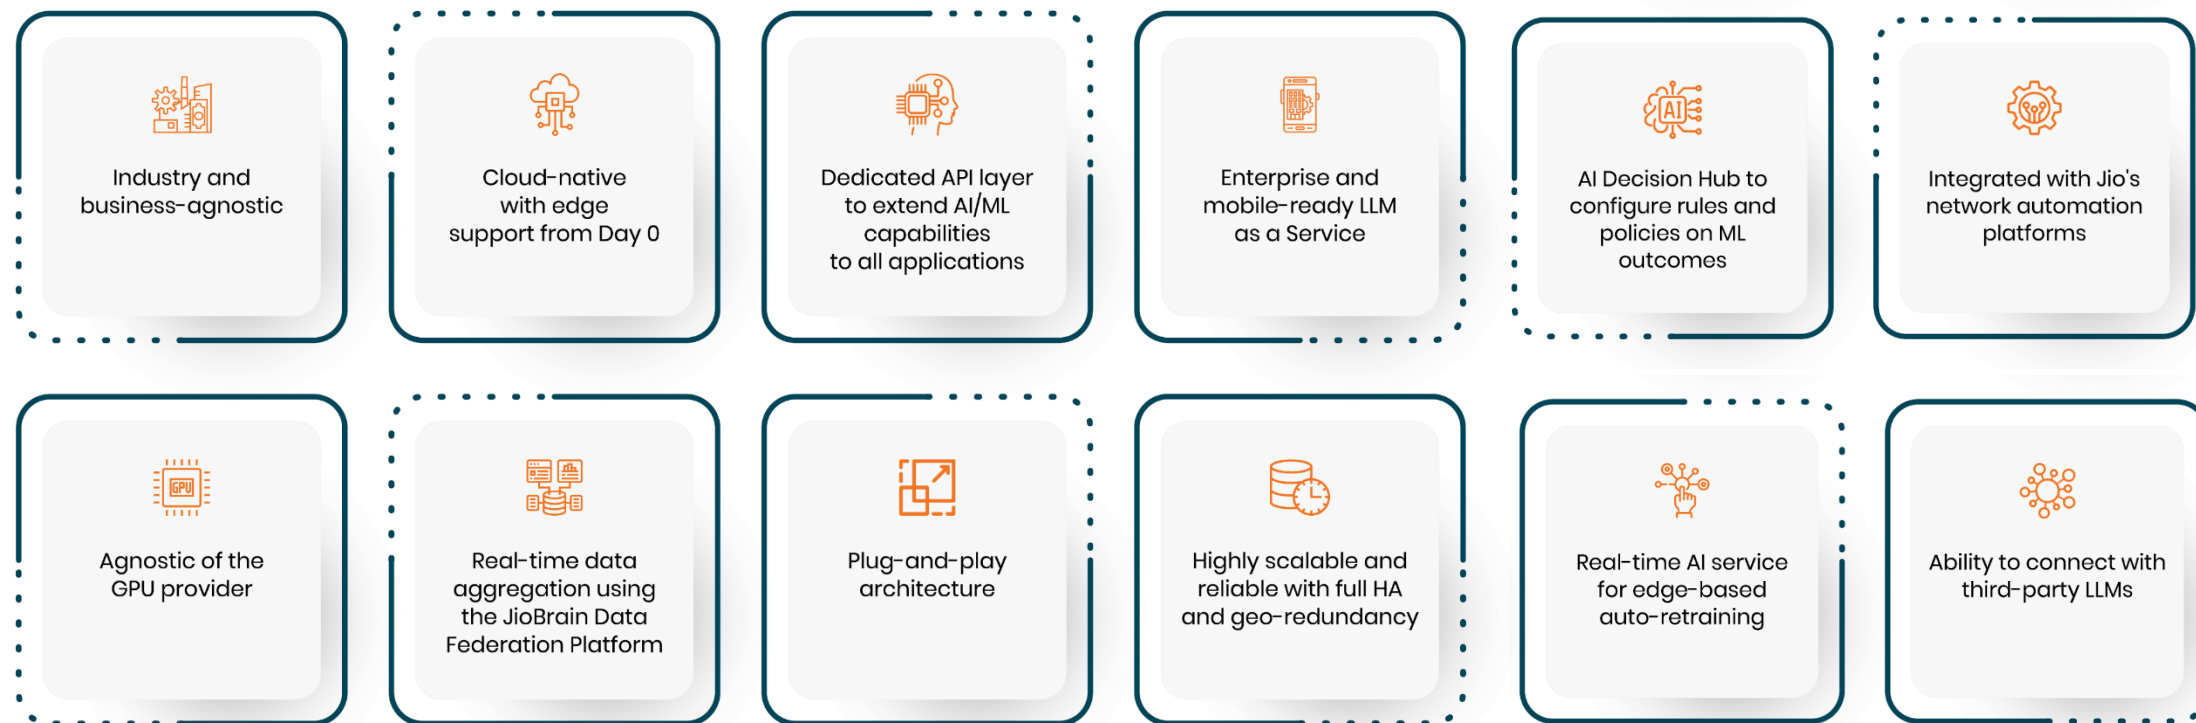 Industry and
business-agnostic
Cloud-native
with edge
support from Day 0
Dedicated API layer
to extend AI/ML
capabilities
to all applications
Enterprise and
mobile-ready LLM
as a Service
AI
AI Decision Hub to
configure rules and
policies on ML
outcomes
Integrated with Jio's
network automation
platforms
GPU
Agnostic of the
GPU provider
Real-time data
aggregation using
the JioBrain Data
Federation Platform
Plug-and-play
architecture
Highly scalable and
reliable with full HA
and geo-redundancy
Real-time AI service
for edge-based
auto-retraining
Ability to connect with
third-party LLMs